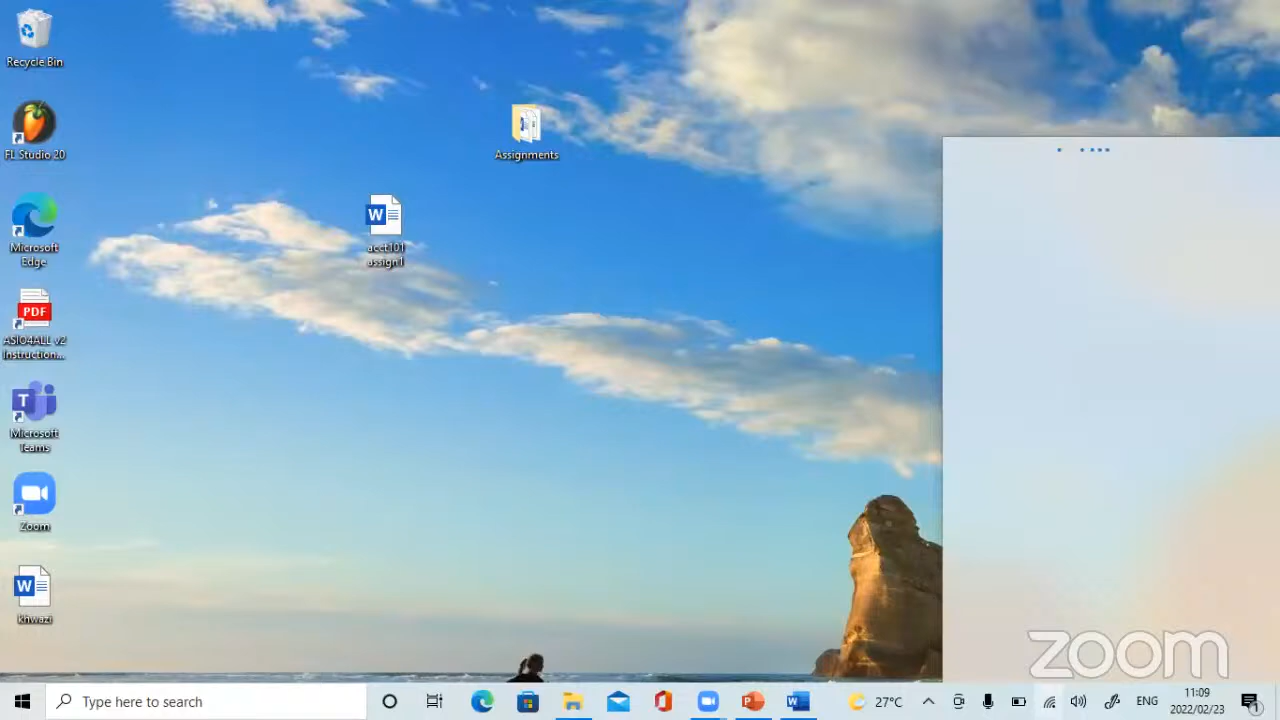 Recycle Bin
FL Studio 20
Microsoft
Edge
PDF
ASIO4ALL v2
Instruction...
T
Microsoft
Teams
Zoom
W
khwazi
Assignments
W
acct101
assign1
zoom
Type here to search
P
W
27°C
ENG
11:09
2022/02/23
1